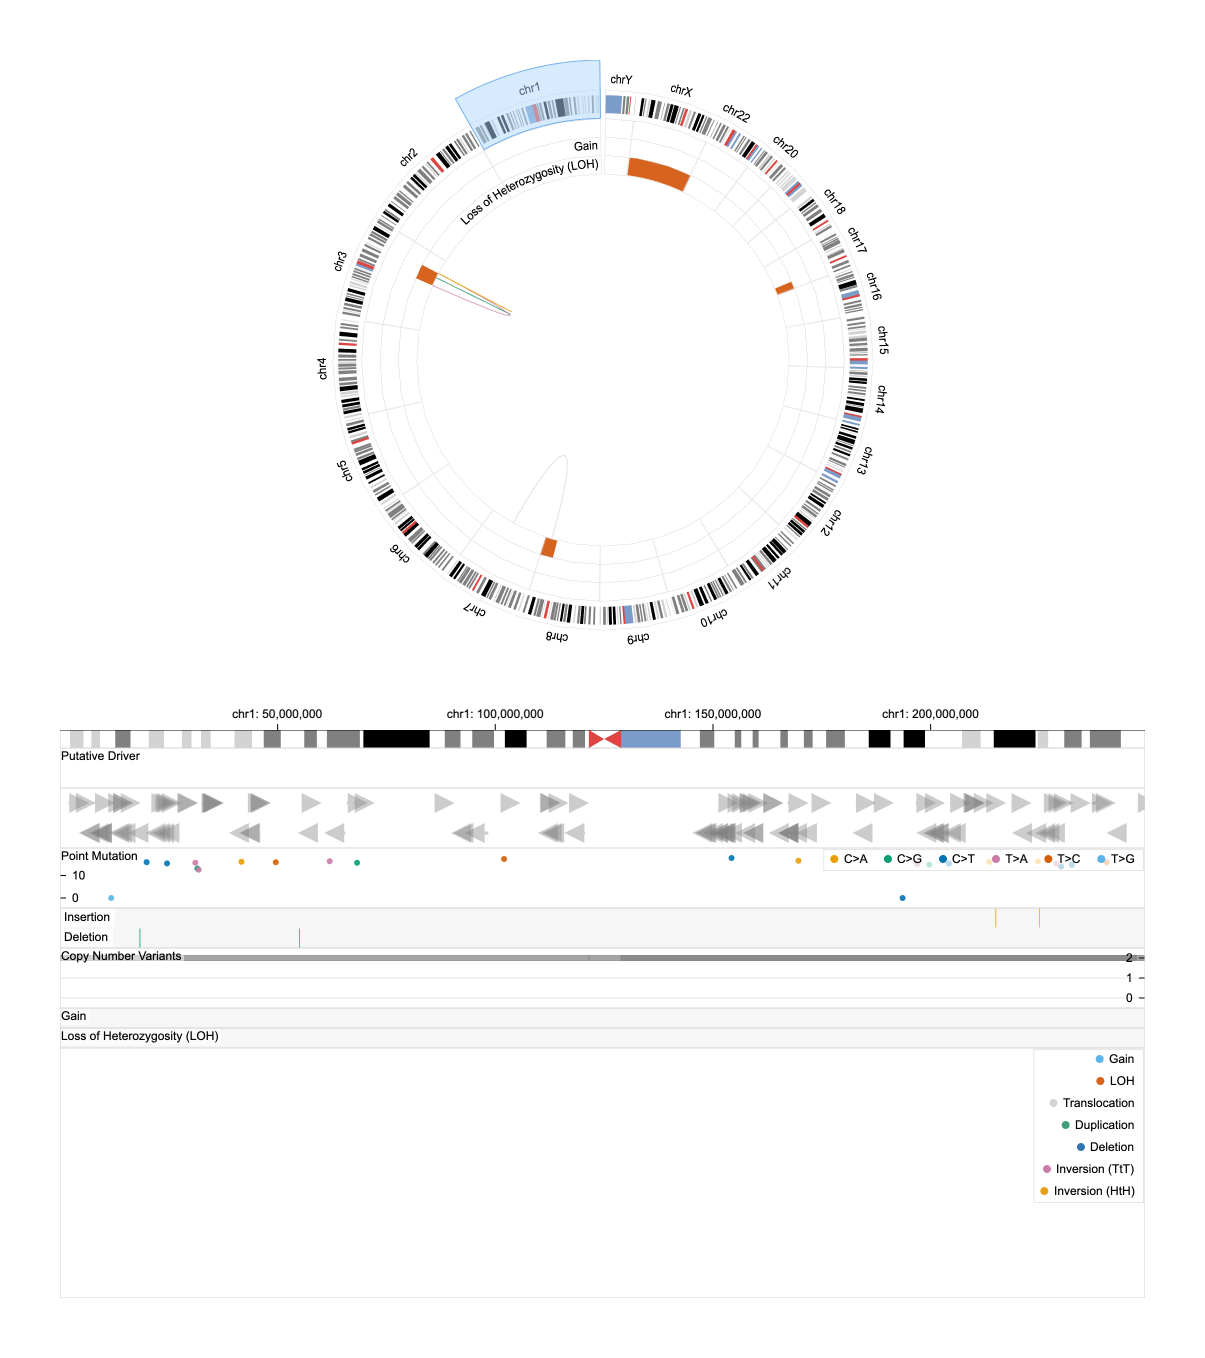 chr1
chrY
chrX
chr22
chr20
chr18
chr17
chr16
chr15
chr14
chr13
chr12
chr11
chr10
chr9
chr8
chr7
chr6
chr5
chr4
chr3
chr2
Gain
Loss of Heterozygosity (LOH)
chr1: 50,000,000 chr1: 100,000,000 chr1: 150,000,000 chr1: 200,000,000
Putative Driver
Point Mutation
C>A C>G C>T T>A T>C T>G
10
0
Insertion
Deletion
Copy Number Variants
2
1
0
Gain
Loss of Heterozygosity (LOH)
Gain
LOH
Translocation
Duplication
Deletion
Inversion (TtT)
Inversion (HtH)